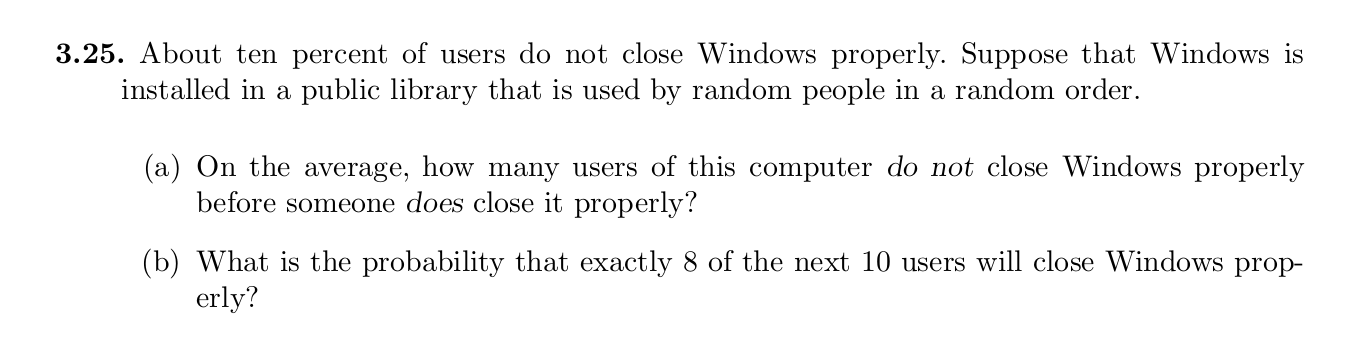 3.25. About ten percent of users do not close Windows properly. Suppose that Windows is
installed in a public library that is used by random people in a random order.
(a) On the average, how many users of this computer do not close Windows properly
before someone does close it properly?
(b) What is the probability that exactly 8 of the next 10 users will close Windows prop-
erly?